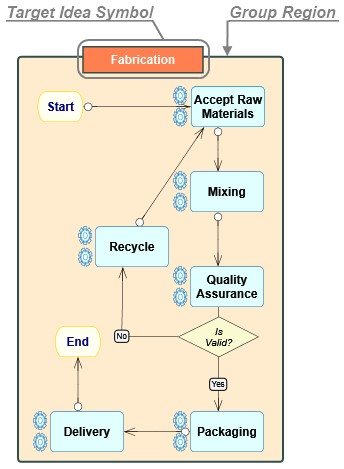 Target Idea Symbol
Group Region
Fabrication
Start
Accept Raw
Materials
Mixing
Recycle
Quality
Assurance
Is
Valid?
No
End
Yes
Delivery
Packaging